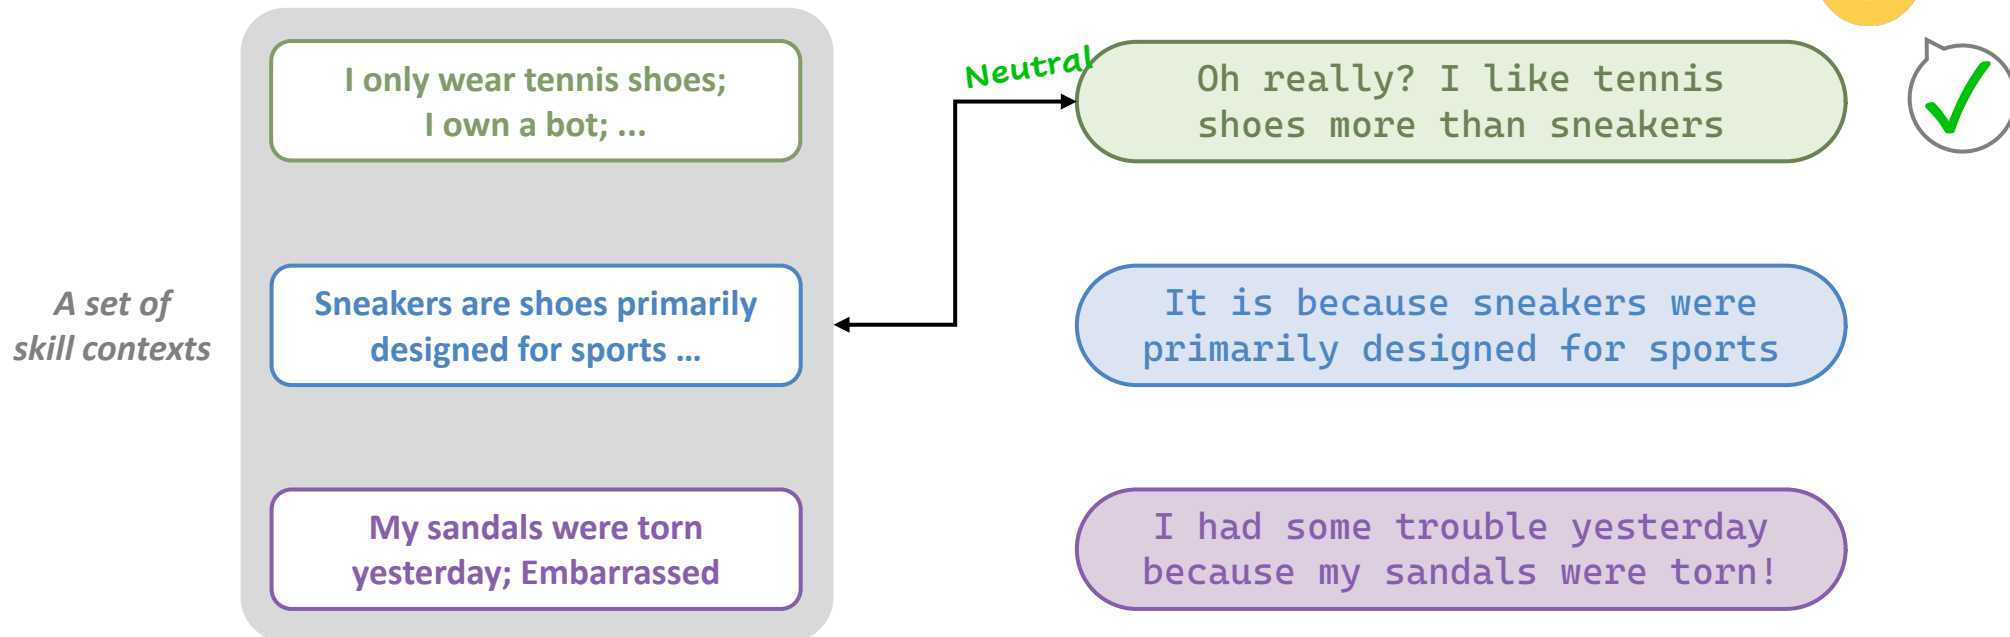 I only wear tennis shoes;
I own a bot; ...
Neutral
Oh really? I like tennis
shoes more than sneakers
A set of
skill contexts
Sneakers are shoes primarily
designed for sports ...
It is because sneakers were
primarily designed for sports
My sandals were torn
yesterday; Embarrassed
I had some trouble yesterday
because my sandals were torn!